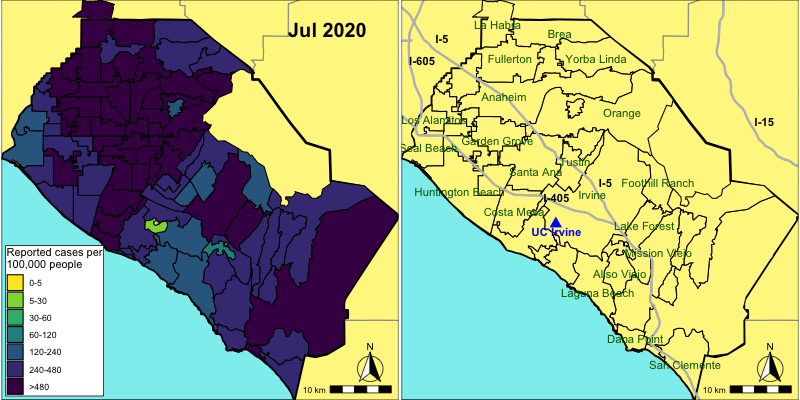 Jul 2020
Reported cases per
100,000 people
0-5
5-30
30-60
60-120
120-240
240-480
>480
N
10 km
La Habra
Brea
I-5
Fullerton
Yorba Linda
I-605
Anaheim
Orange
Los Alamitos
I-15
Garden Grove
Seal Beach
Tustin
Santa Ana
I-5
Foothill Ranch
Huntington Beach
Irvine
I-405
Costa Mesa
Lake Forest
UC Irvine
Mission Viejo
Aliso Viejo
Laguna Beach
Dana Point
San Clemente
N
10 km